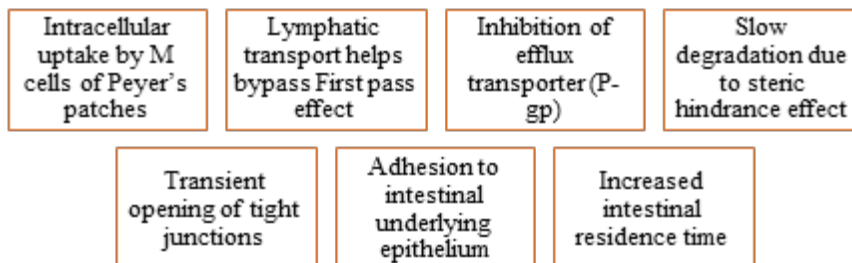 Intracellular
uptake by M
cells of Peyer's
patches
Lymphatic
transport helps
bypass First pass
effect
Inhibition of
efflux
transporter (P-
gp)
Slow
degradation due
to steric
hindrance effect
Transient
opening of tight
junctions
Adhesion to
intestinal
underlying
epithelium
Increased
intestinal
residence time